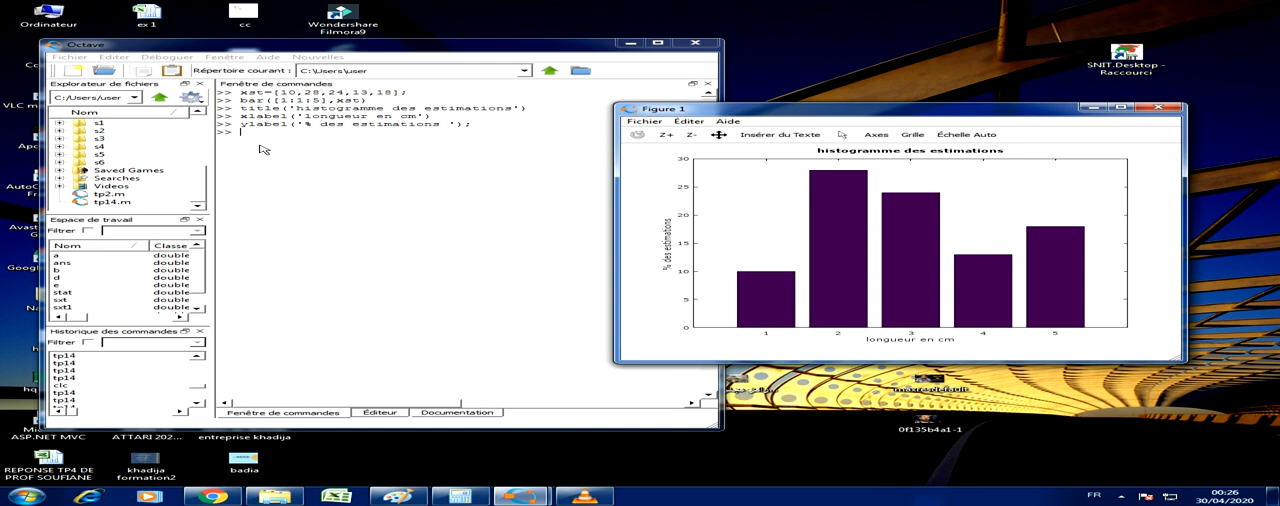 Ordinateur
ex 1
cc
Wondershare
Filmora9
SNIT.Desktop -
Raccourci
Octave
Fichier Editer Déboguer Fenêtre Aide Nouvelles
Répertoire courant : C:\Users\user
Explorateur de fichiers
C:/Users/user
Nom
s1
s2
s3
s4
s5
s6
Saved Games
Searches
Videos
tp2.m
tp14.m
Espace de travail
Filtrer
Nom Classe
a double
ans double
b double
d double
e double
stat double
sxt double
sxt1 double
Historique des commandes
Filtrer
tp14
tp14
tp14
tp14
clc
tp14
tp14
Fenêtre de commandes
>> xst=[10,28,24,13,18];
>> bar([1:1:5],xst)
>> title('histogramme des estimations')
>> xlabel('longueur en cm')
>> ylabel('% des estimations ');
>>
Fenêtre de commandes Éditeur Documentation
Figure 1
Fichier Éditer Aide
Z+ Z- Insérer du Texte Axes Grille Échelle Auto
histogramme des estimations
30
25
20
15
10
5
0
% des estimations
1 2 3 4 5
longueur en cm
VLC
ASP.NET MVC
ATTARI 202...
entreprise khadija
maxresdefault
0f135b4a1-1
REPONSE TP4 DE
PROF SOUFIANE
khadija
formation2
badia
FR
00:26
30/04/2020